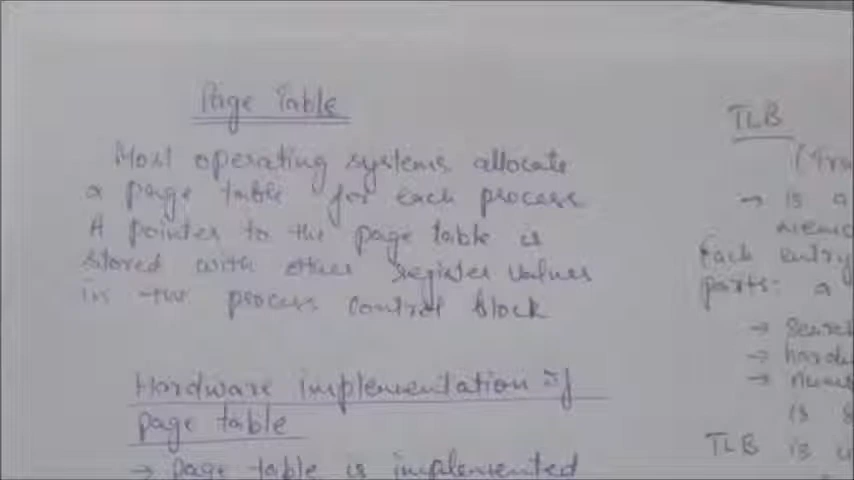 Page Table
Most operating systems allocate
a page table for each process
A pointer to the page table is
stored with other register values
in the process control block
Hardware implementation of
page table
→ page table is implemented
TLB
→ is a
Each entry
parts: a
→
→
→
is
TLB is